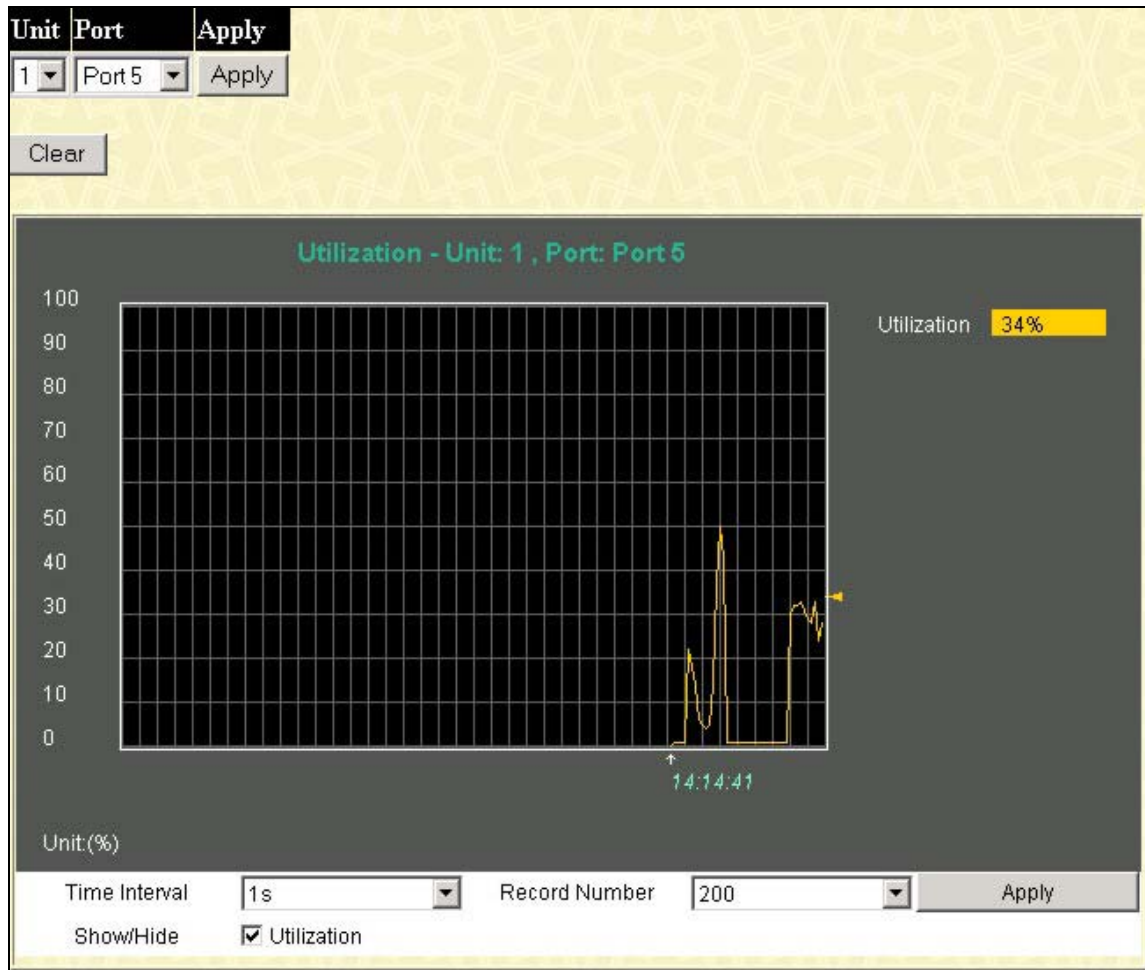 Unit Port Apply
1 Port 5 Apply
Clear
Utilization - Unit: 1 , Port: Port 5
100
Utilization 34%
90
80
70
60
50
40
30
20
10
0
14:14:41
Unit:(%)
Time Interval 1s Record Number 200 Apply
Show/Hide Utilization